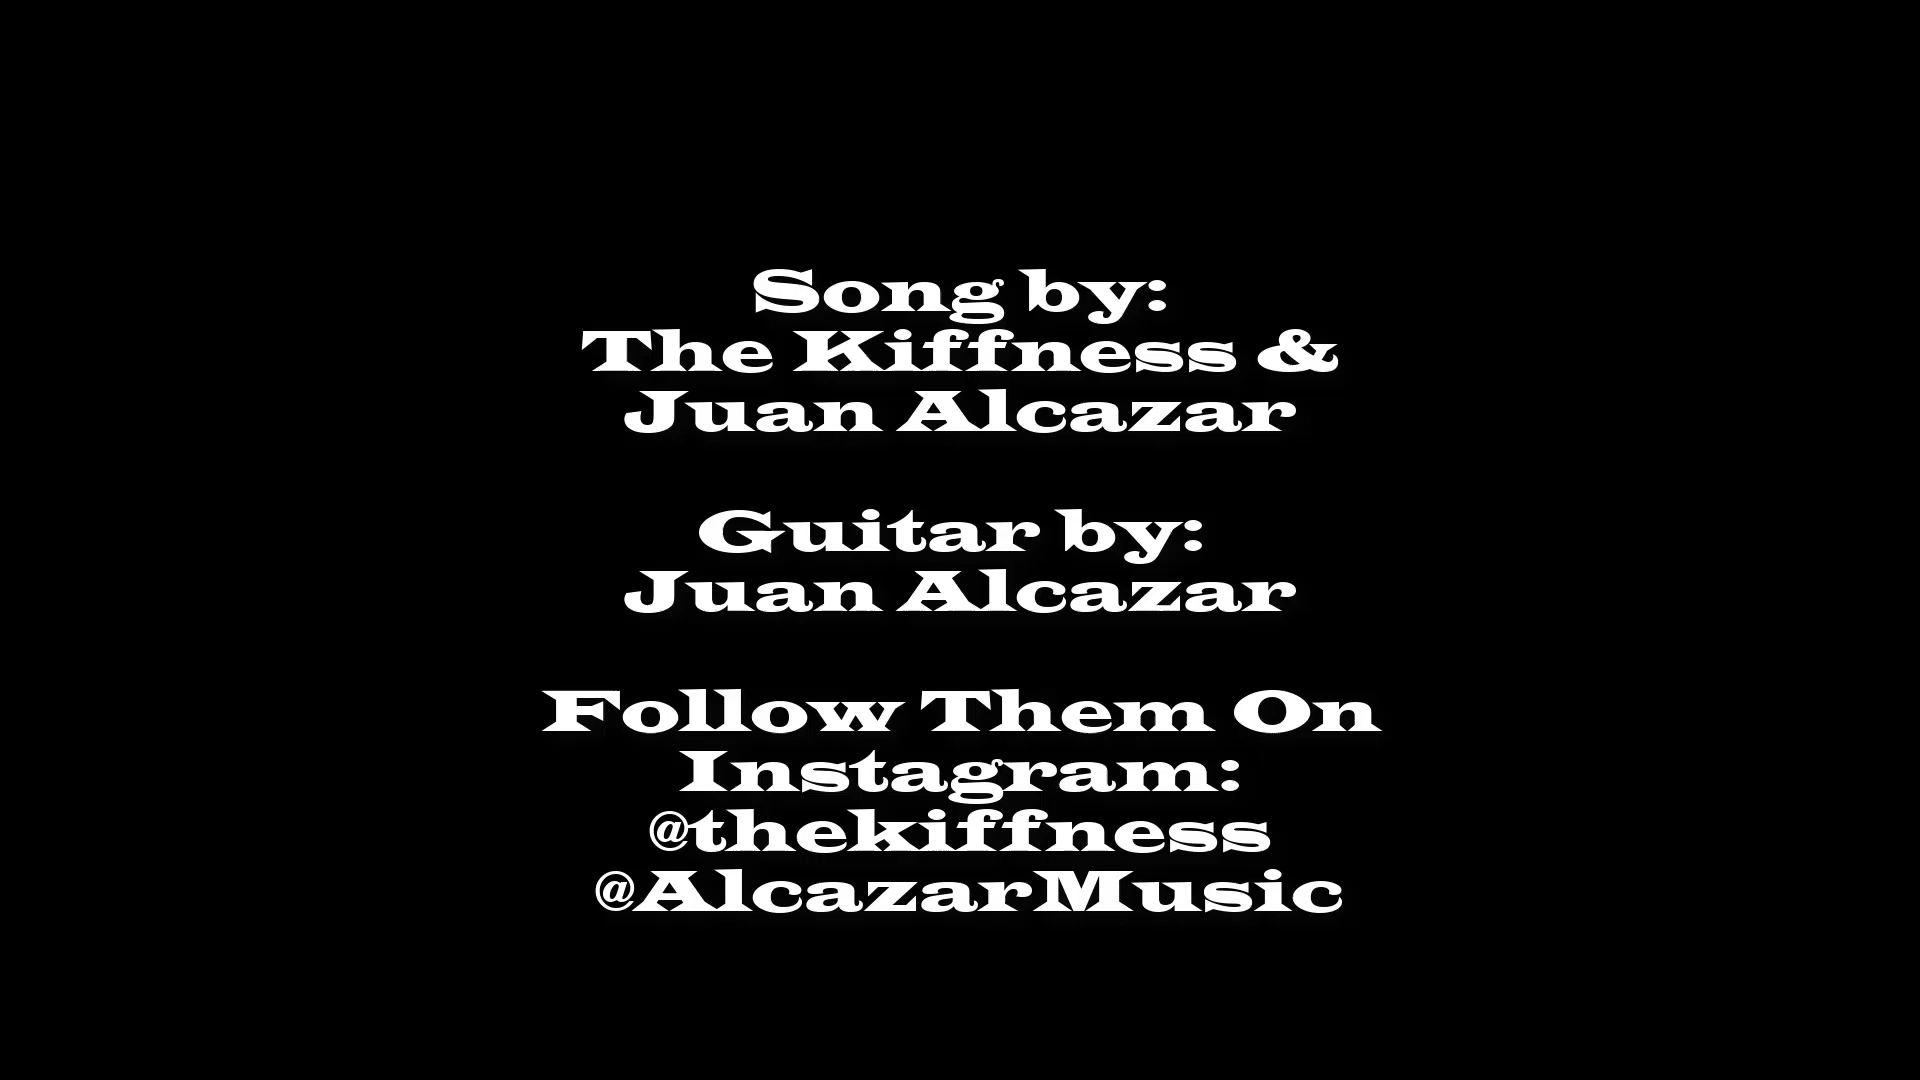 Song by:
The Kiffness &
Juan Alcazar
Guitar by:
Juan Alcazar
Follow Them On
Instagram:
@thekiffness
@AlcazarMusic